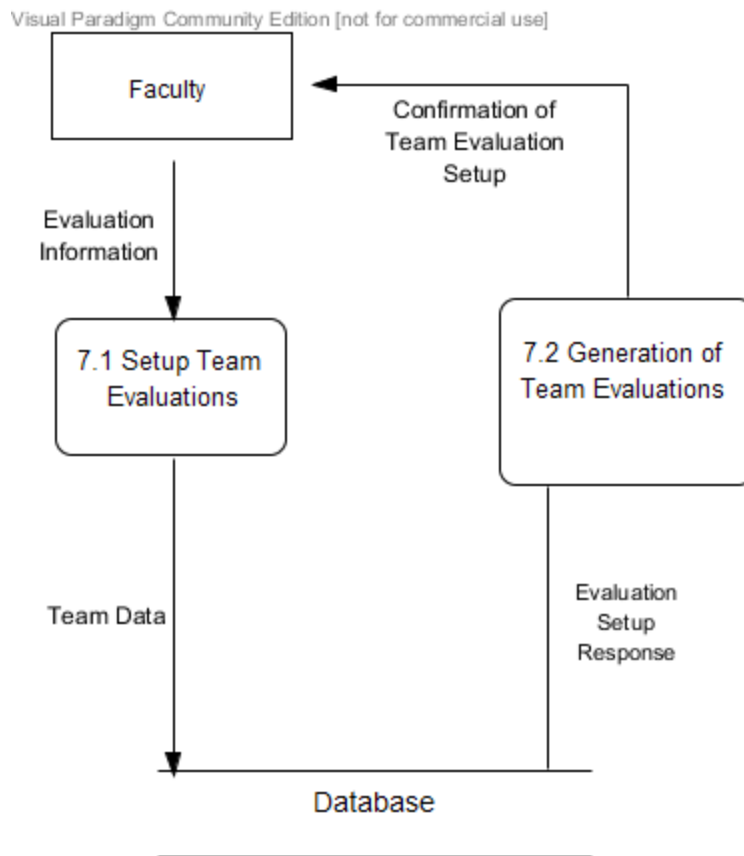 Visual Paradigm Community Edition [not for commercial use]
Faculty
Confirmation of
Team Evaluation
Setup
Evaluation
Information
7.1 Setup Team
Evaluations
7.2 Generation of
Team Evaluations
Team Data
Evaluation
Setup
Response
Database